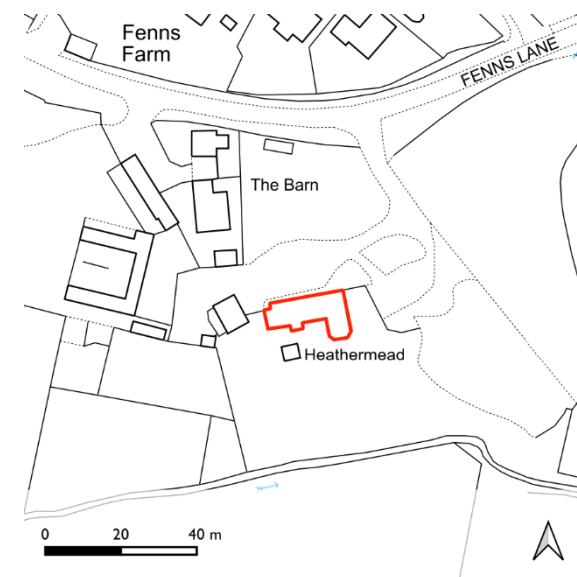 Fenns
Farm
FENNS LANE
The Barn
Heathermead
0 20 40 m